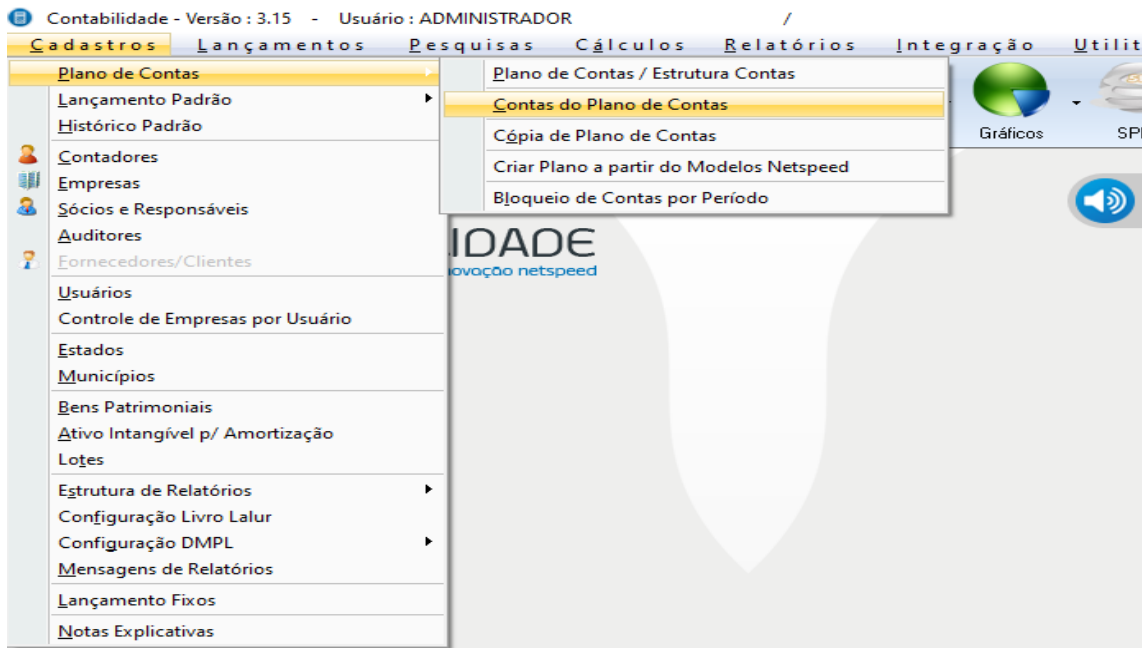 Contabilidade - Versão : 3.15 - Usuário : ADMINISTRADOR /
Cadastros Lançamentos Pesquisas Cálculos Relatórios Integração Utilit
Plano de Contas
Lançamento Padrão
Histórico Padrão
Contadores
Empresas
Sócios e Responsáveis
Auditores
Fornecedores/Clientes
Usuários
Controle de Empresas por Usuário
Estados
Municípios
Bens Patrimoniais
Ativo Intangível p/ Amortização
Lotes
Estrutura de Relatórios
Configuração Livro Lalur
Configuração DMPL
Mensagens de Relatórios
Lançamento Fixos
Notas Explicativas
Plano de Contas / Estrutura Contas
Contas do Plano de Contas
Cópia de Plano de Contas
Criar Plano a partir do Modelos Netspeed
Bloqueio de Contas por Período
Gráficos
SPE
IDADE
ovação netspeed